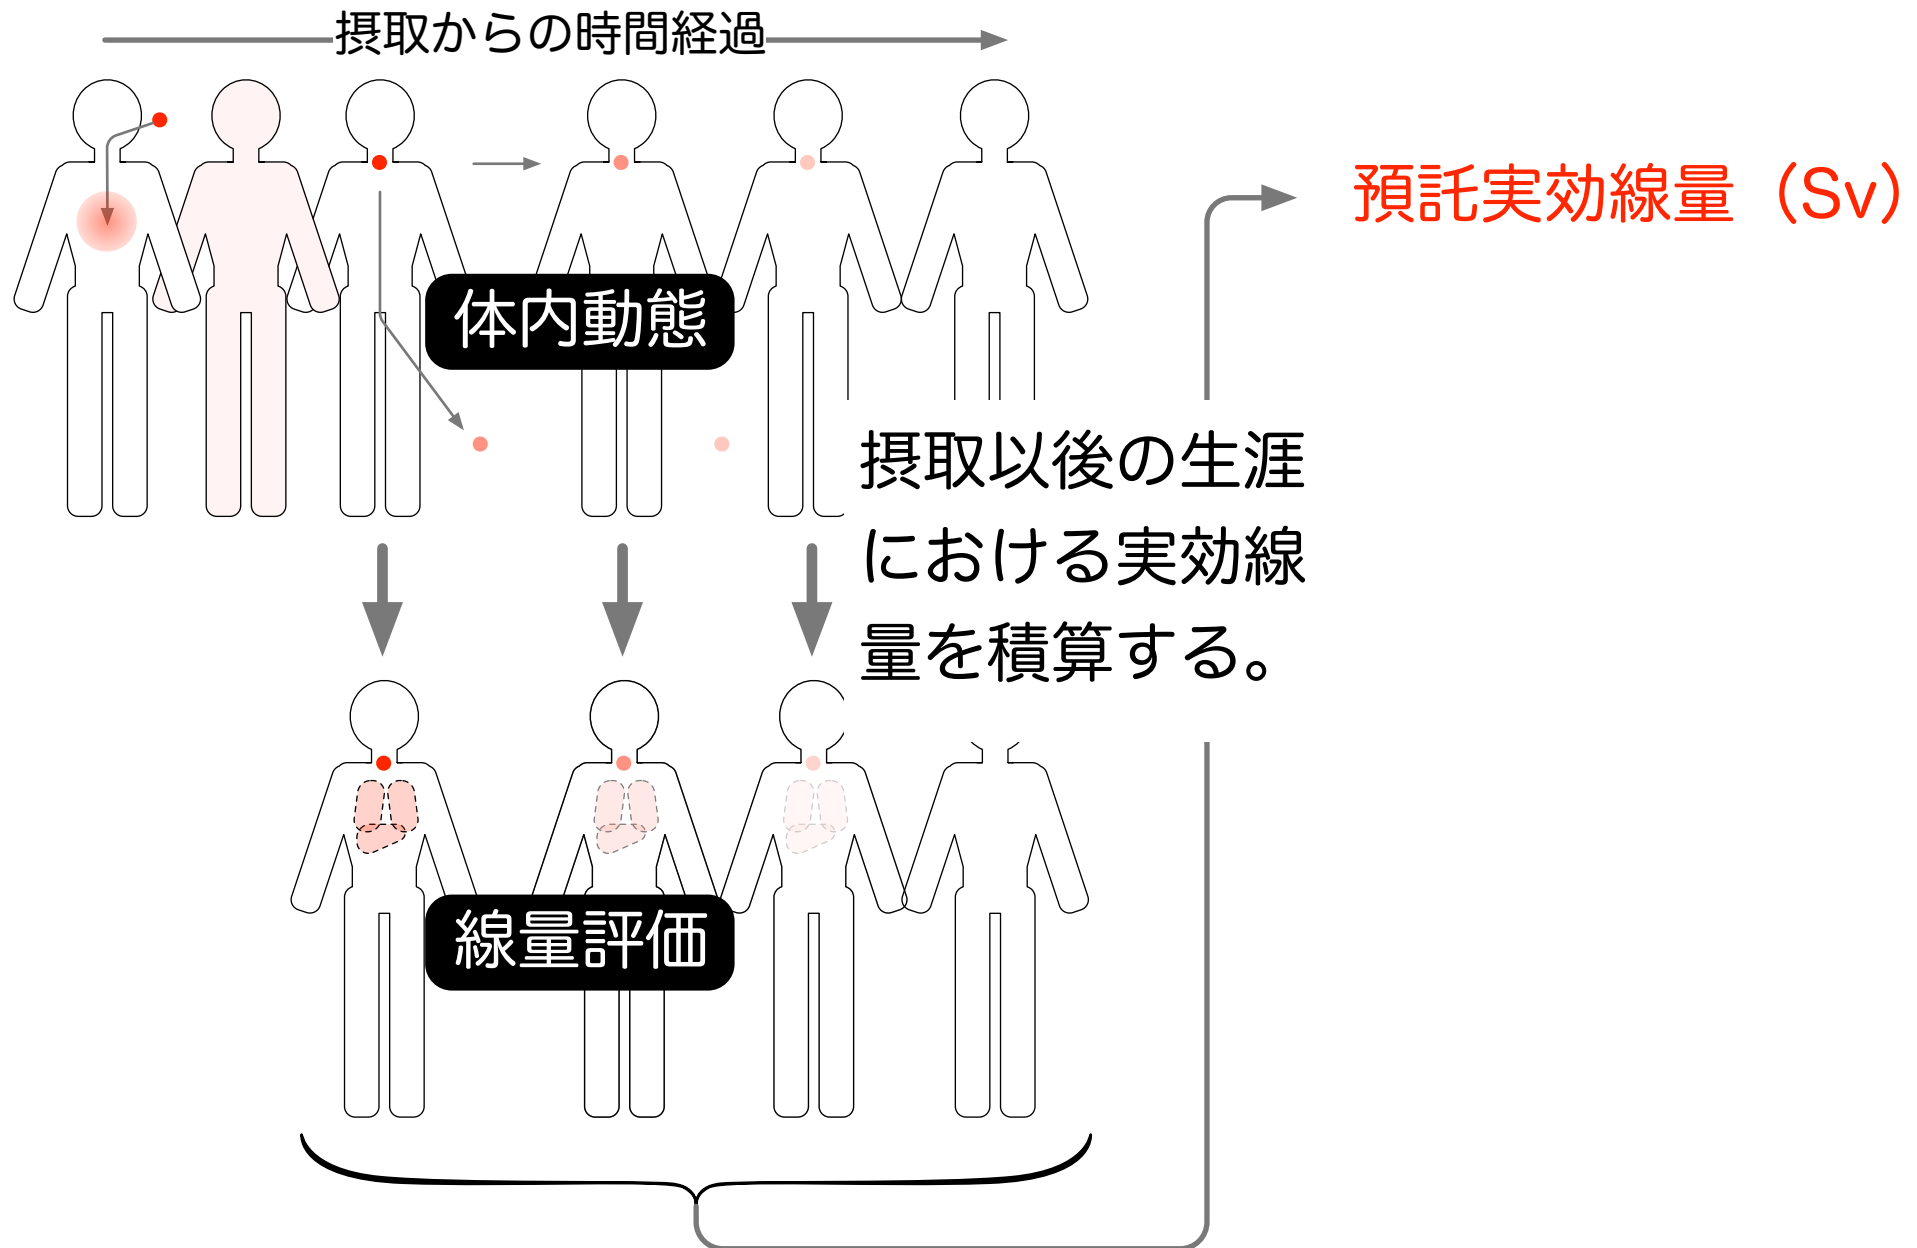 摂取からの時間経過
預託実効線量（Sv）
体内動態
摂取以後の生涯
における実効線
量を積算する。
線量評価